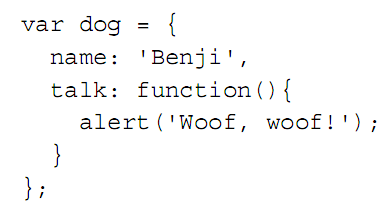 var dog = {
  name: 'Benji',
  talk: function(){
    alert('Woof, woof!');
  }
};